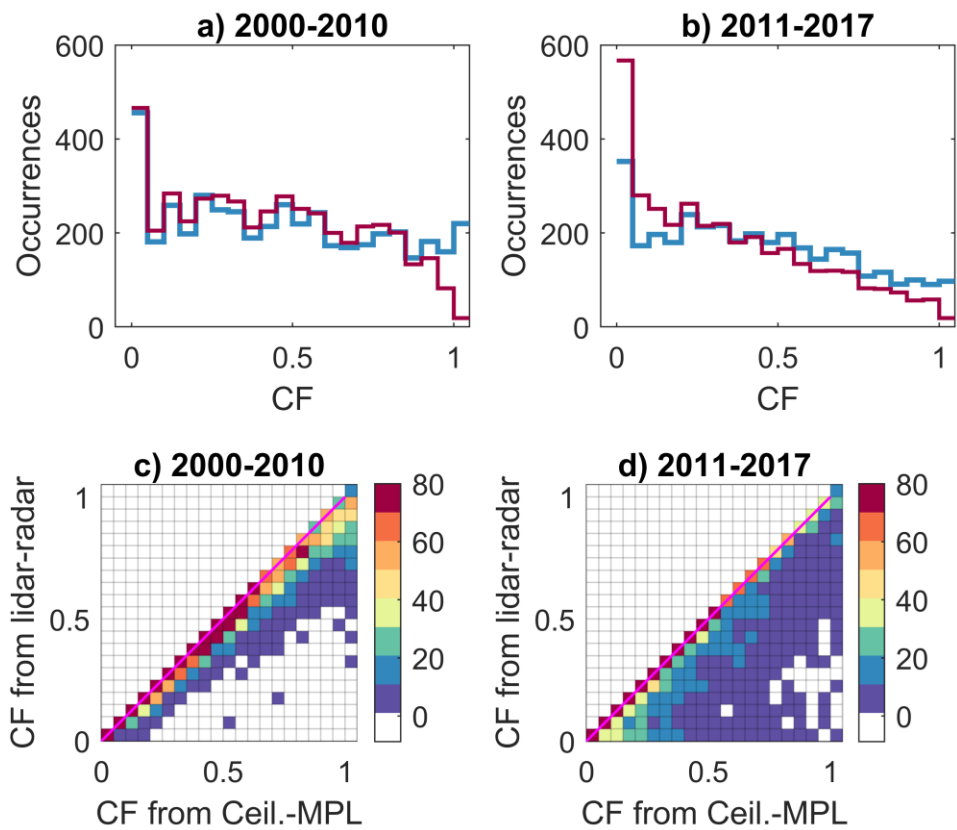 a) 2000-2010
600
400
200
0
Occurrences
0 0.5 1
CF
b) 2011-2017
600
400
200
0
Occurrences
0 0.5 1
CF
c) 2000-2010
1
0.5
0
CF from lidar-radar
0 0.5 1
CF from Ceil.-MPL
80
60
40
20
0
d) 2011-2017
1
0.5
0
CF from lidar-radar
0 0.5 1
CF from Ceil.-MPL
80
60
40
20
0